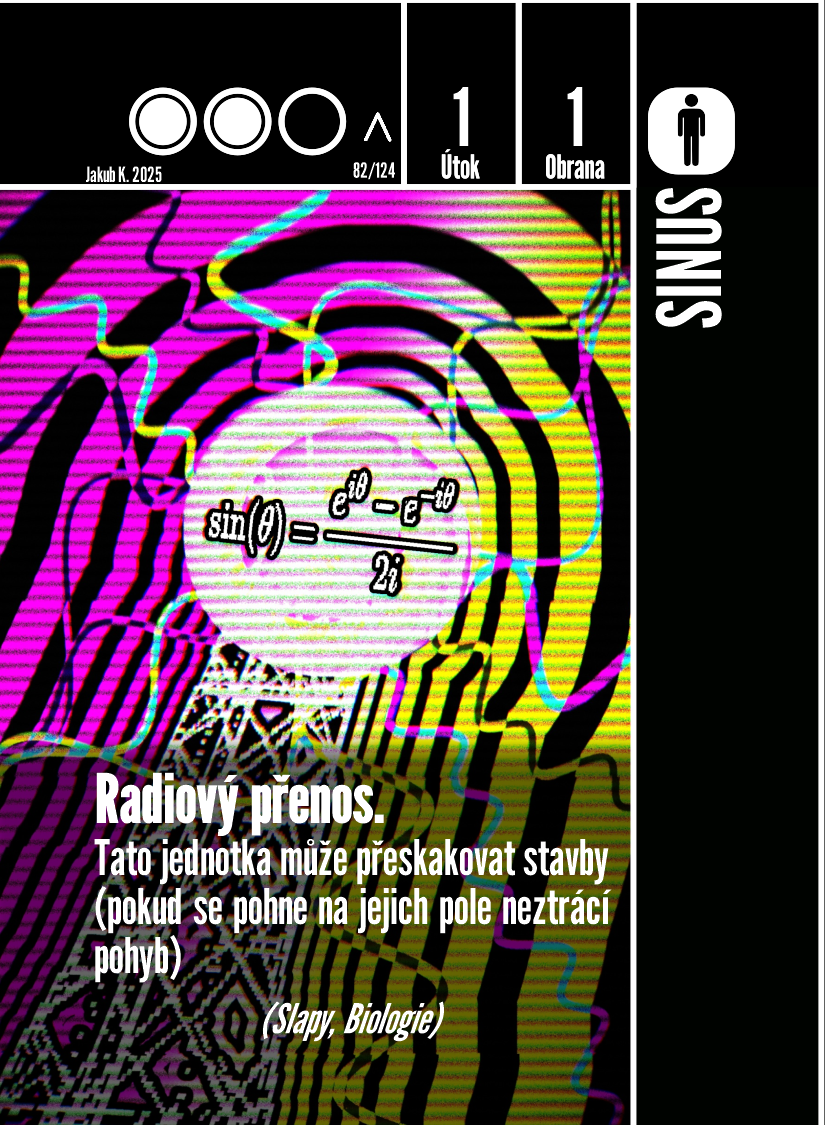 ^
Jakub K. 2025
82/124
1
Útok
1
Obrana
SINUS
sin(θ) = (e^{iθ} − e^{−iθ}) / 2i
Radiový přenos.
Tato jednotka může přeskakovat stavby
(pokud se pohne na jejich pole neztrácí
pohyb)
(Slapy, Biologie)